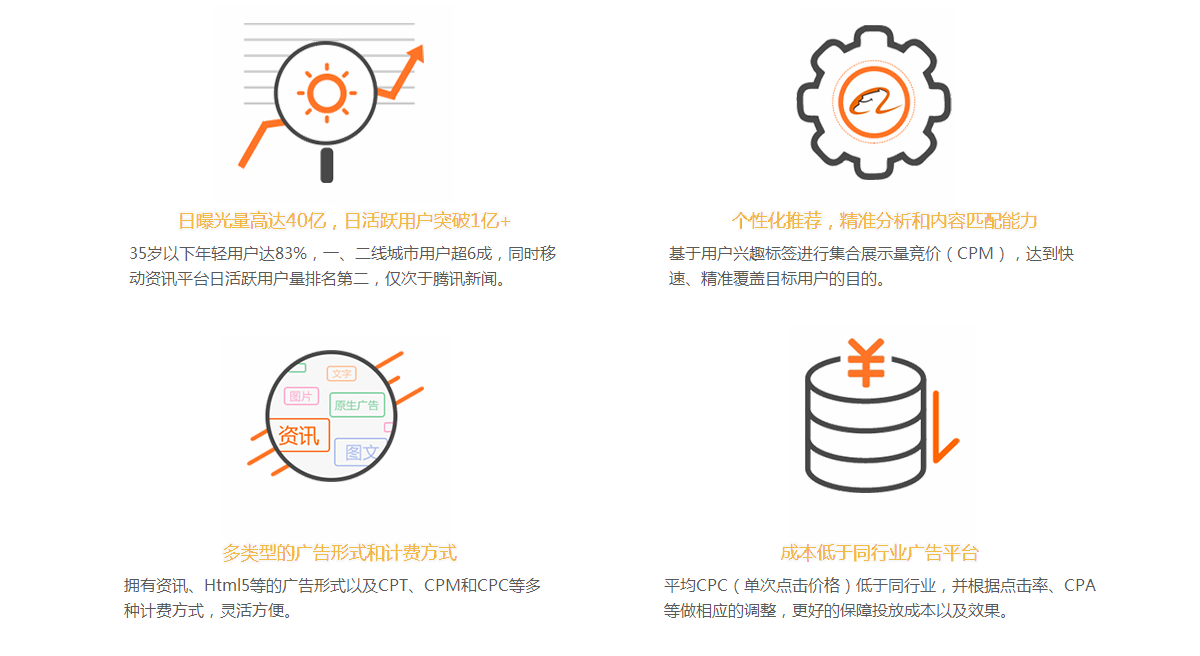 日曝光量高达40亿，日活跃用户突破1亿+
35岁以下年轻用户达83%，一、二线城市用户超6成，同时移
动资讯平台日活跃用户量排名第二，仅次于腾讯新闻。
个性化推荐，精准分析和内容匹配能力
基于用户兴趣标签进行集合展示量竞价（CPM），达到快
速、精准覆盖目标用户的目的。
文字
图片
原生广告
资讯
图文
¥
多类型的广告形式和计费方式
拥有资讯、Html5等的广告形式以及CPT、CPM和CPC等多
种计费方式，灵活方便。
成本低于同行业广告平台
平均CPC（单次点击价格）低于同行业，并根据点击率、CPA
等做相应的调整，更好的保障投放成本以及效果。